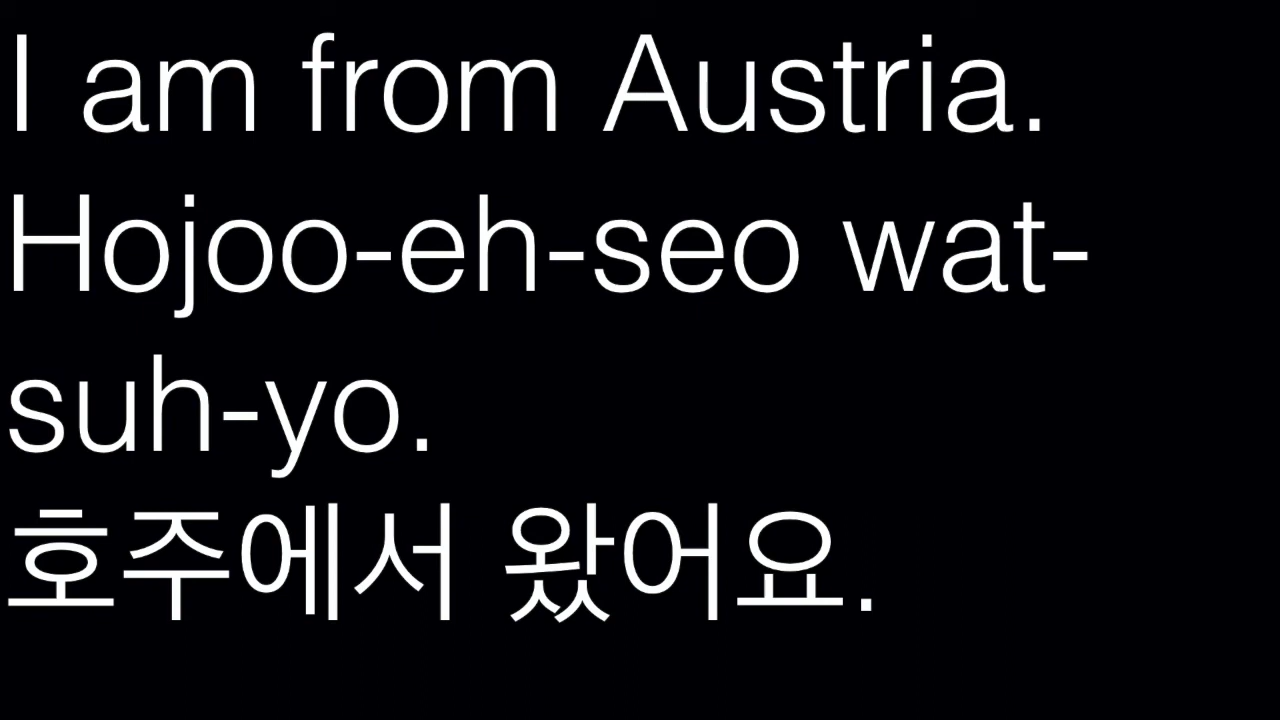 I am from Austria.
Hojoo-eh-seo wat-
suh-yo.
호주에서 왔어요.